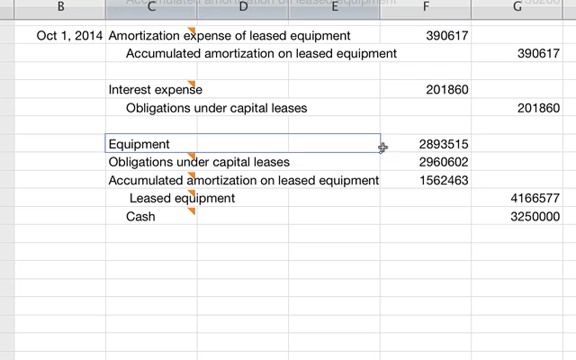 B C D E F G
Oct 1, 2014 Amortization expense of leased equipment 390617
Accumulated amortization on leased equipment 390617
Interest expense 201860
Obligations under capital leases 201860
Equipment 2893515
Obligations under capital leases 2960602
Accumulated amortization on leased equipment 1562463
Leased equipment 4166577
Cash 3250000